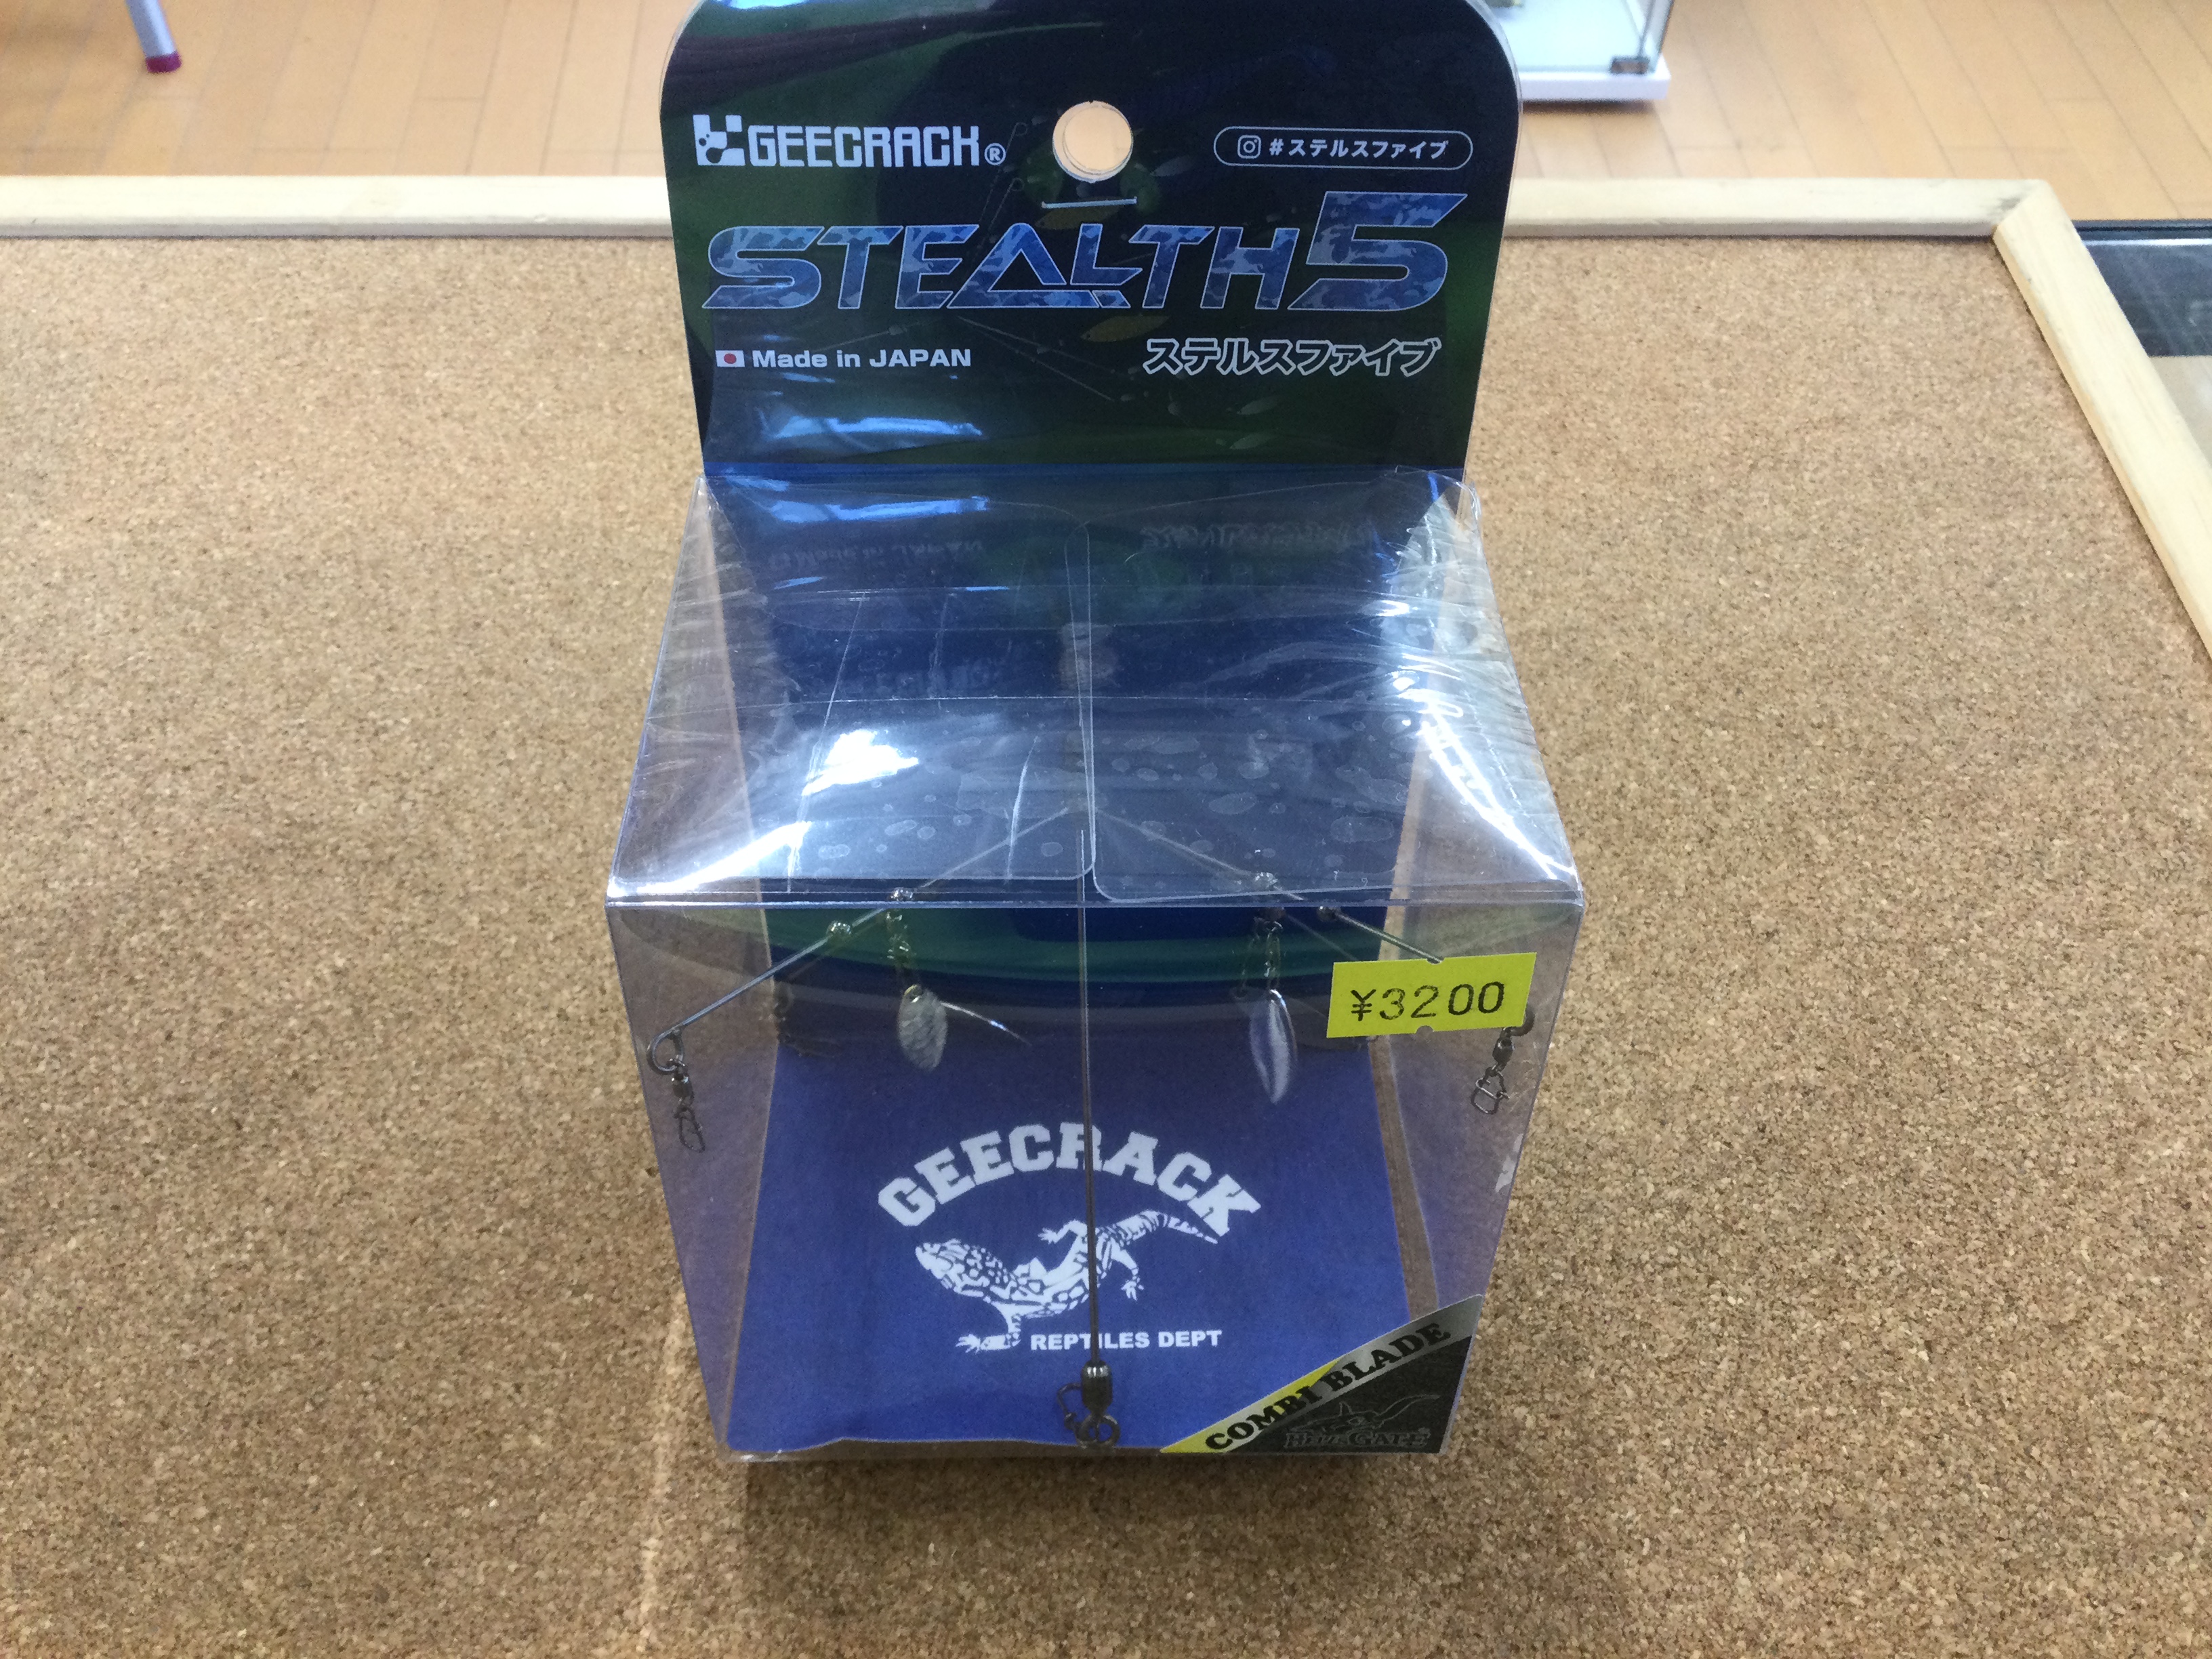 GEECRACK®
#ステルスファイブ
STEALTH5
Made in JAPAN
ステルスファイブ
¥3200
GEECRACK
REPTILES DEPT
COMBI BLADE